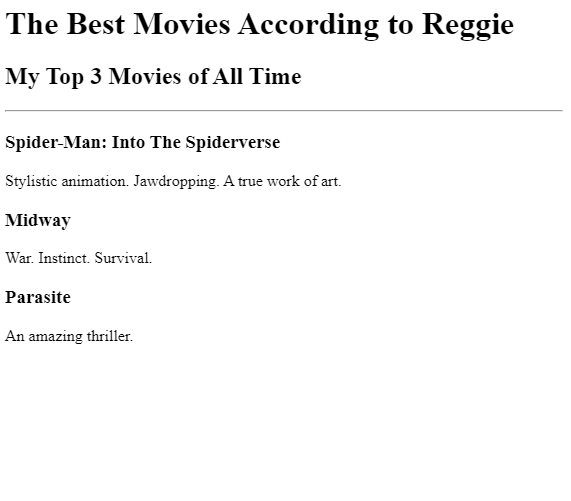 The Best Movies According to Reggie
My Top 3 Movies of All Time
Spider-Man: Into The Spiderverse
Stylistic animation. Jawdropping. A true work of art.
Midway
War. Instinct. Survival.
Parasite
An amazing thriller.